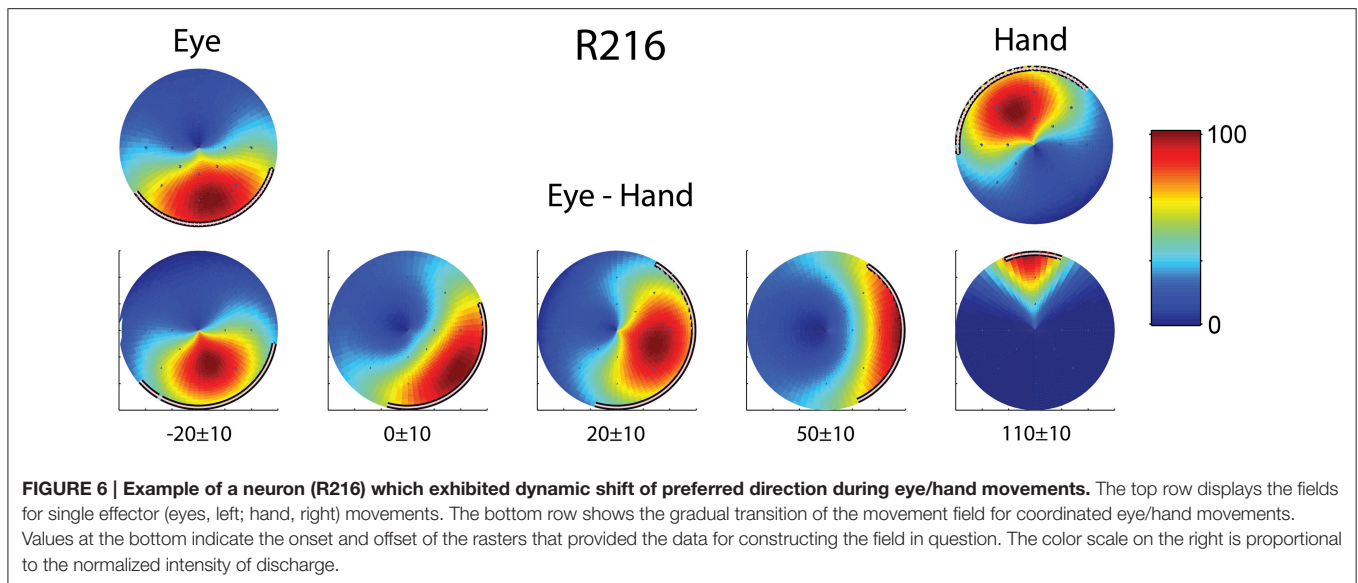 Eye
R216
Hand
100
0
Eye - Hand
-20±10
0±10
20±10
50±10
110±10
FIGURE 6 | Example of a neuron (R216) which exhibited dynamic shift of preferred direction during eye/hand movements. The top row displays the fields
for single effector (eyes, left; hand, right) movements. The bottom row shows the gradual transition of the movement field for coordinated eye/hand movements.
Values at the bottom indicate the onset and offset of the rasters that provided the data for constructing the field in question. The color scale on the right is proportional
to the normalized intensity of discharge.